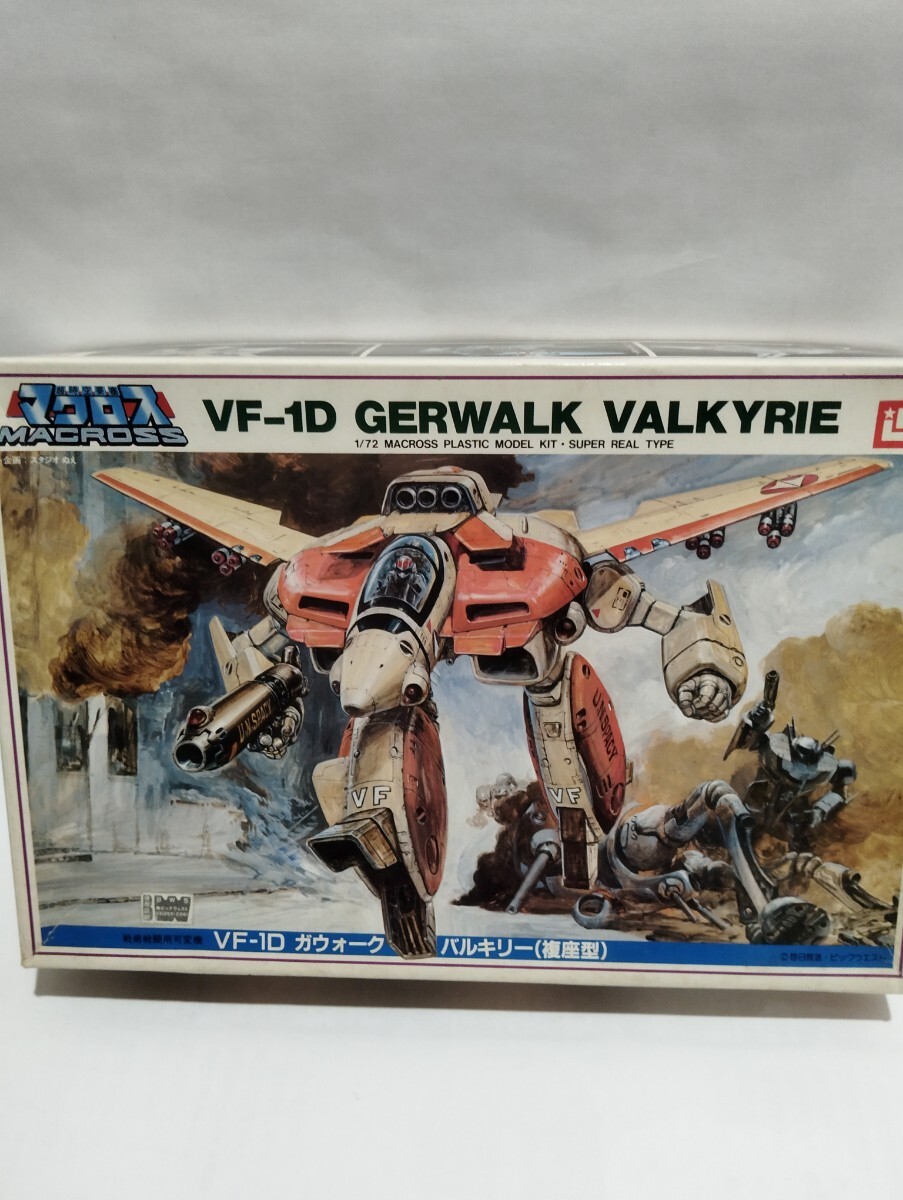 マクロス
MACROSS
VF-1D GERWALK VALKYRIE
1/72 MACROSS PLASTIC MODEL KIT・SUPER REAL TYPE
企画:スタジオぬえ
U.N.SPACY
U.N.SPACY
VF
VF
戦術戦闘用可変機 VF-1D ガウォーク バルキリー(複座型)
©毎日放送・ビッグウエスト